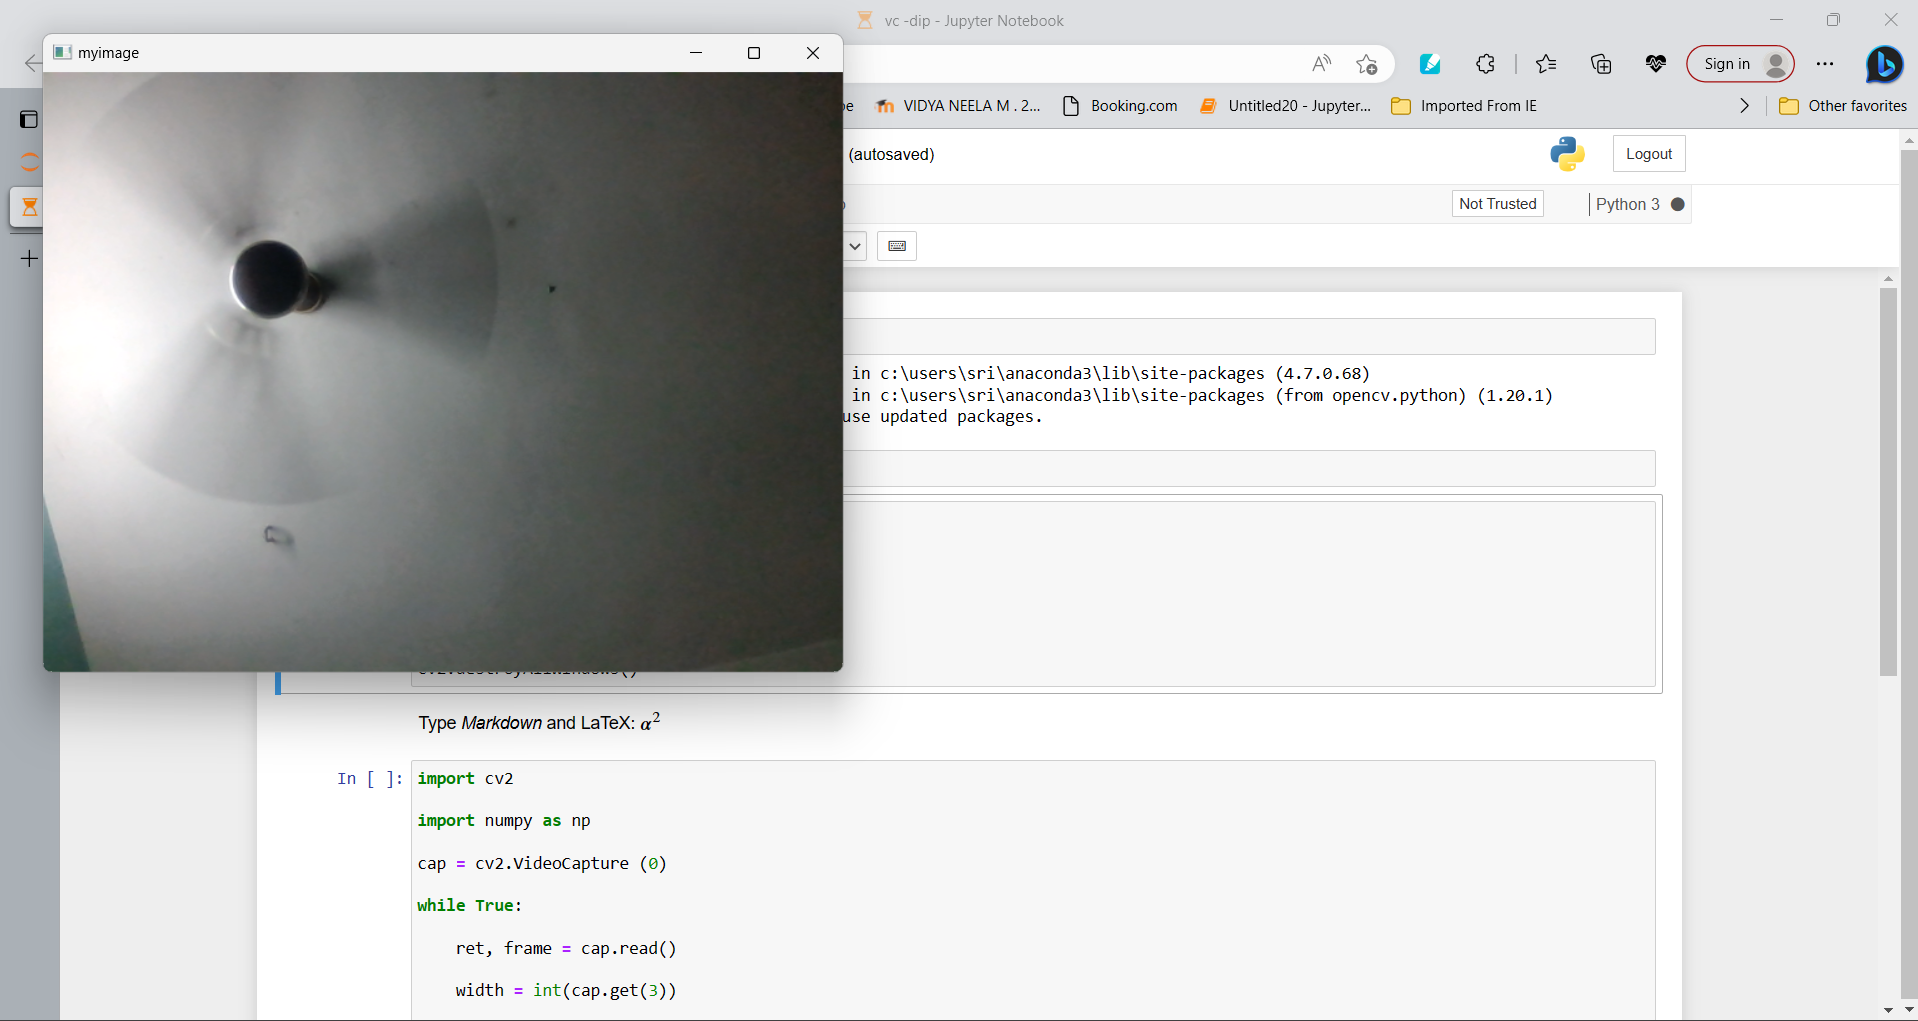 vc -dip - Jupyter Notebook
myimage
Sign in
be
VIDYA NEELA M . 2...
Booking.com
Untitled20 - Jupyter...
Imported From IE
Other favorites
(autosaved)
Logout
Not Trusted
Python 3
in c:\users\sri\anaconda3\lib\site-packages (4.7.0.68)
in c:\users\sri\anaconda3\lib\site-packages (from opencv.python) (1.20.1)
use updated packages.
Type Markdown and LaTeX: α²
In [ ]:
import cv2
import numpy as np
cap = cv2.VideoCapture (0)
while True:
ret, frame = cap.read()
width = int(cap.get(3))